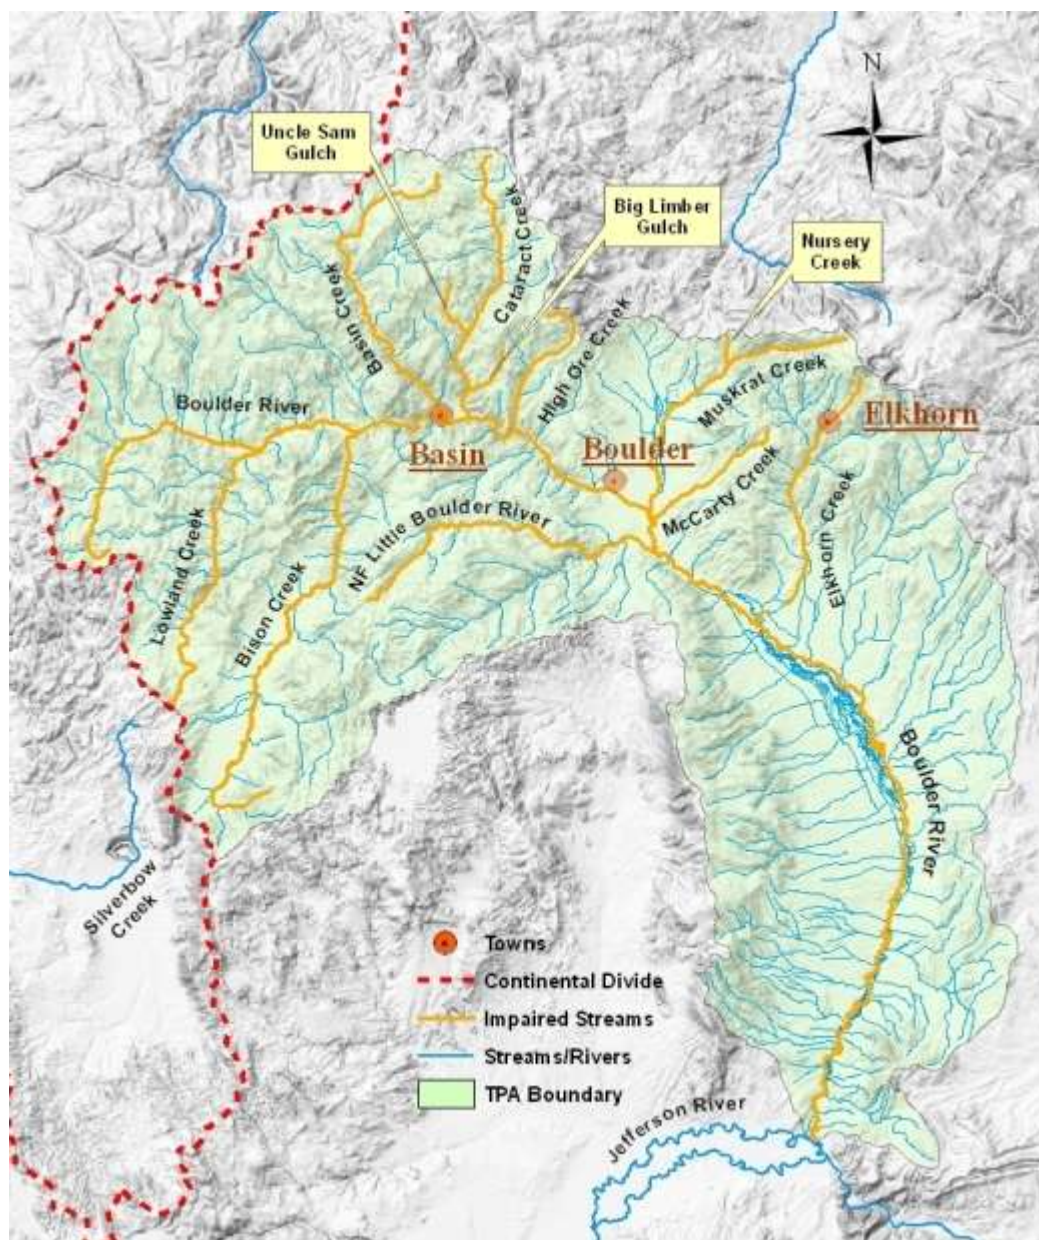 N
Uncle Sam
Gulch
Big Limber
Gulch
Nursery
Creek
Cataract Creek
Basin Creek
High Ore Creek
Muskrat Creek
Boulder River
Elkhorn
Basin
Boulder
McCarty Creek
NF Little Boulder River
Elkhorn Creek
Lowland Creek
Bison Creek
Boulder River
Silverbow
Creek
Towns
Continental Divide
Impaired Streams
Streams/Rivers
TPA Boundary
Jefferson River